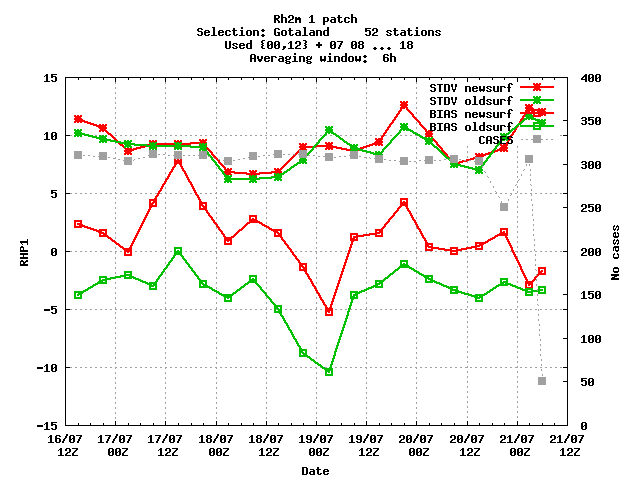 Rh2m 1 patch
Selection: Gotaland 52 stations
Used {00,12} + 07 08 ... 18
Averaging window: 6h
15 400
STDV newsurf
STDV oldsurf
BIAS newsurf
BIAS oldsurf
CASES
350
10
300
5
250
RHP1
No cases
0 200
150
-5
100
-10
50
-15 0
16/07 17/07 17/07 18/07 18/07 19/07 19/07 20/07 20/07 21/07 21/07
12Z 00Z 12Z 00Z 12Z 00Z 12Z 00Z 12Z 00Z 12Z
Date